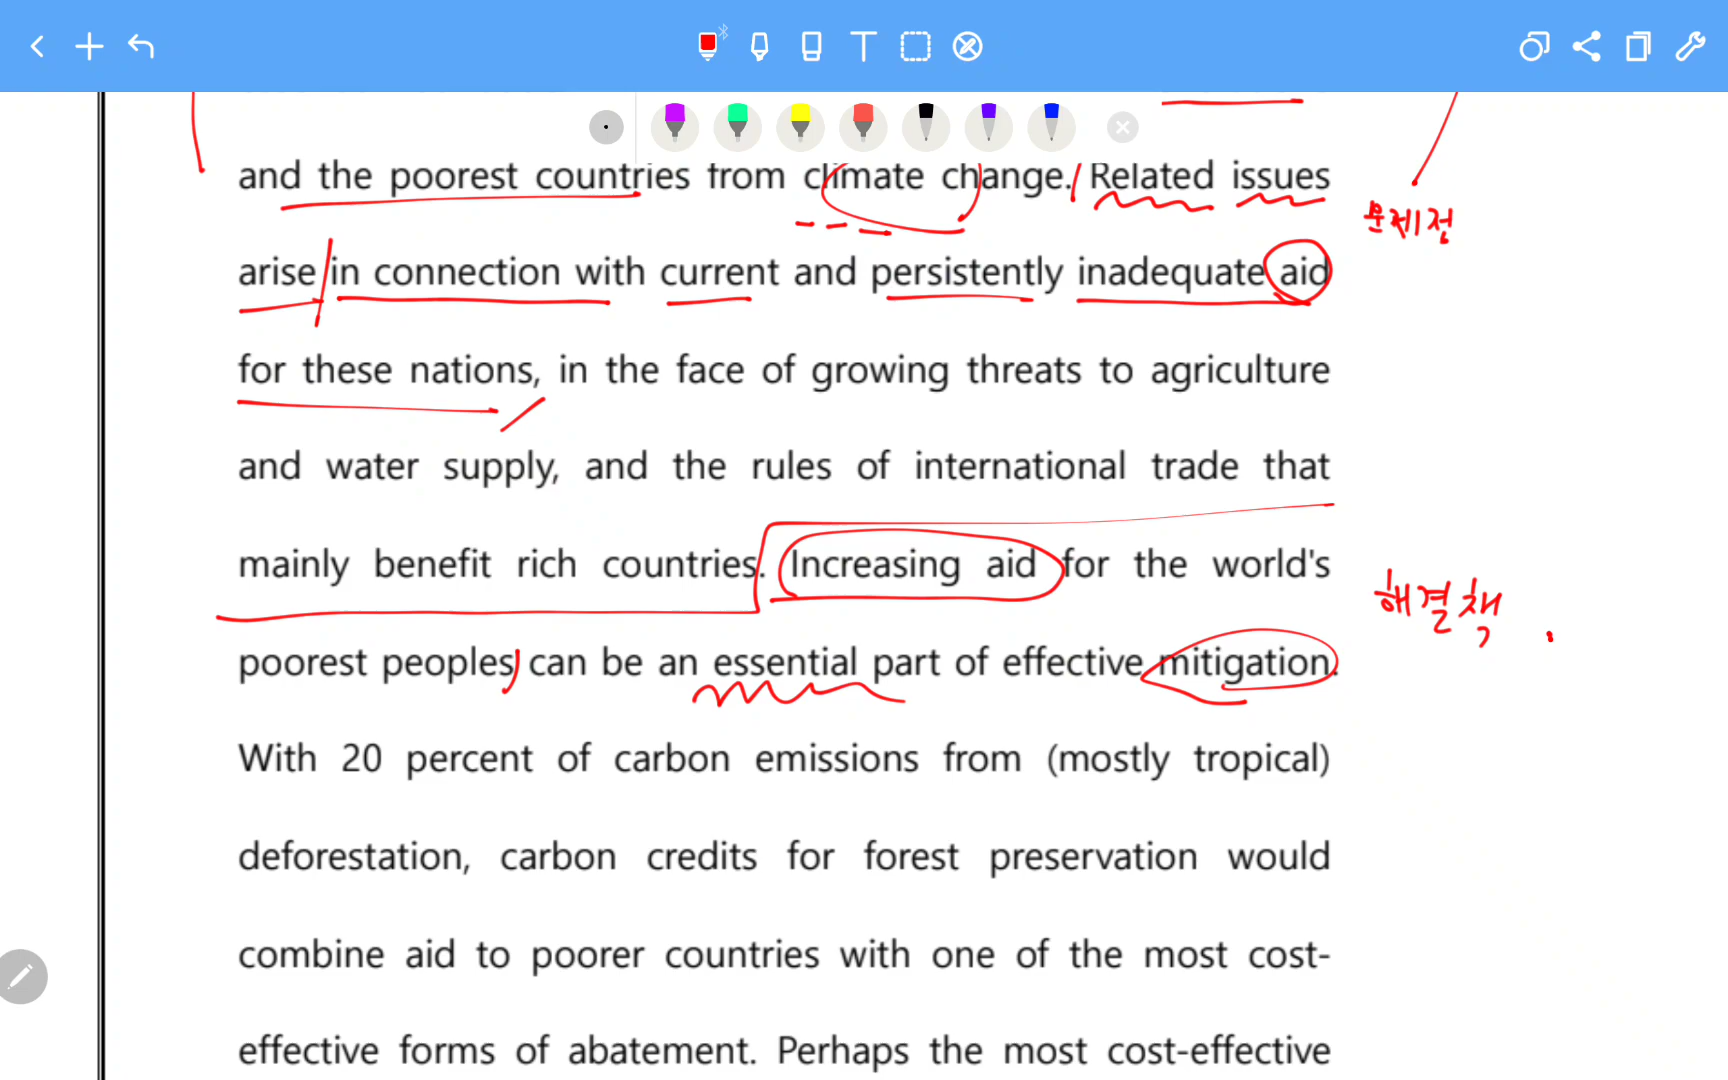 and the poorest countries from climate change. Related issues
문제점
arise in connection with current and persistently inadequate aid
for these nations, in the face of growing threats to agriculture
and water supply, and the rules of international trade that
mainly benefit rich countries. Increasing aid for the world's
해결책
poorest peoples, can be an essential part of effective mitigation.
With 20 percent of carbon emissions from (mostly tropical)
deforestation, carbon credits for forest preservation would
combine aid to poorer countries with one of the most cost-
effective forms of abatement. Perhaps the most cost-effective